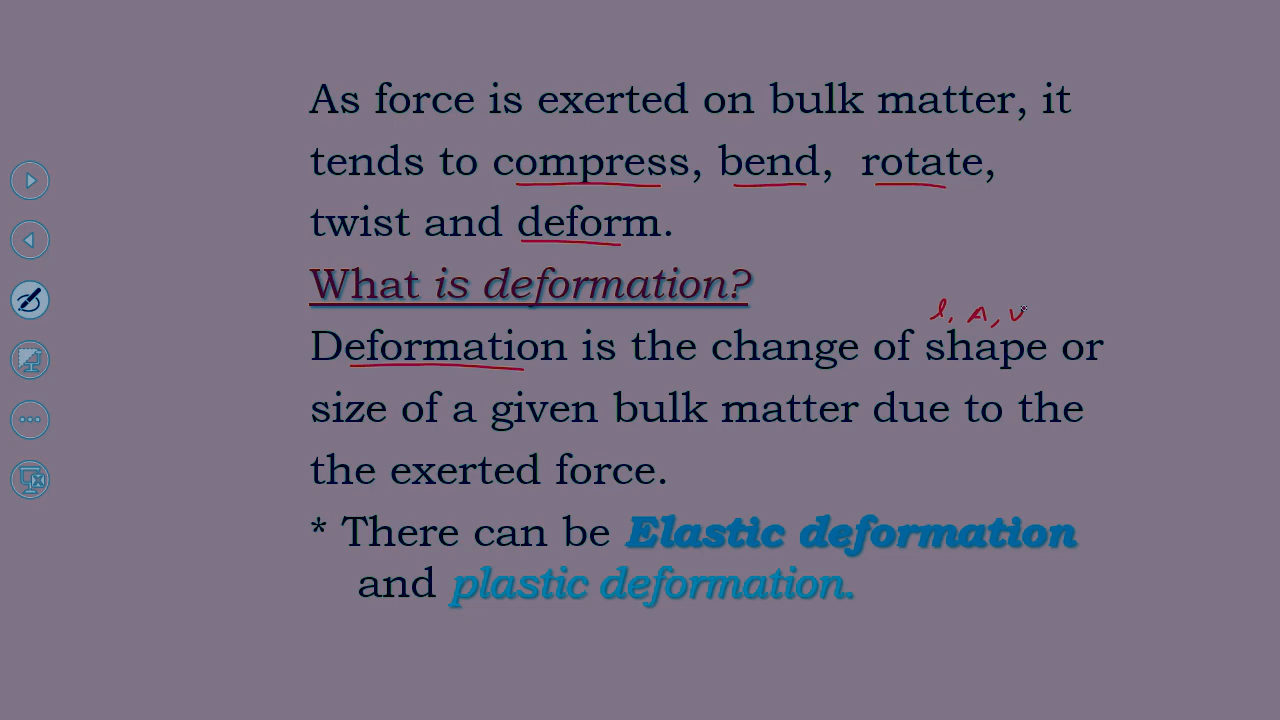 As force is exerted on bulk matter, it
tends to compress, bend, rotate,
twist and deform.
What is deformation?
l, A, V
Deformation is the change of shape or
size of a given bulk matter due to the
the exerted force.
* There can be Elastic deformation
and plastic deformation.